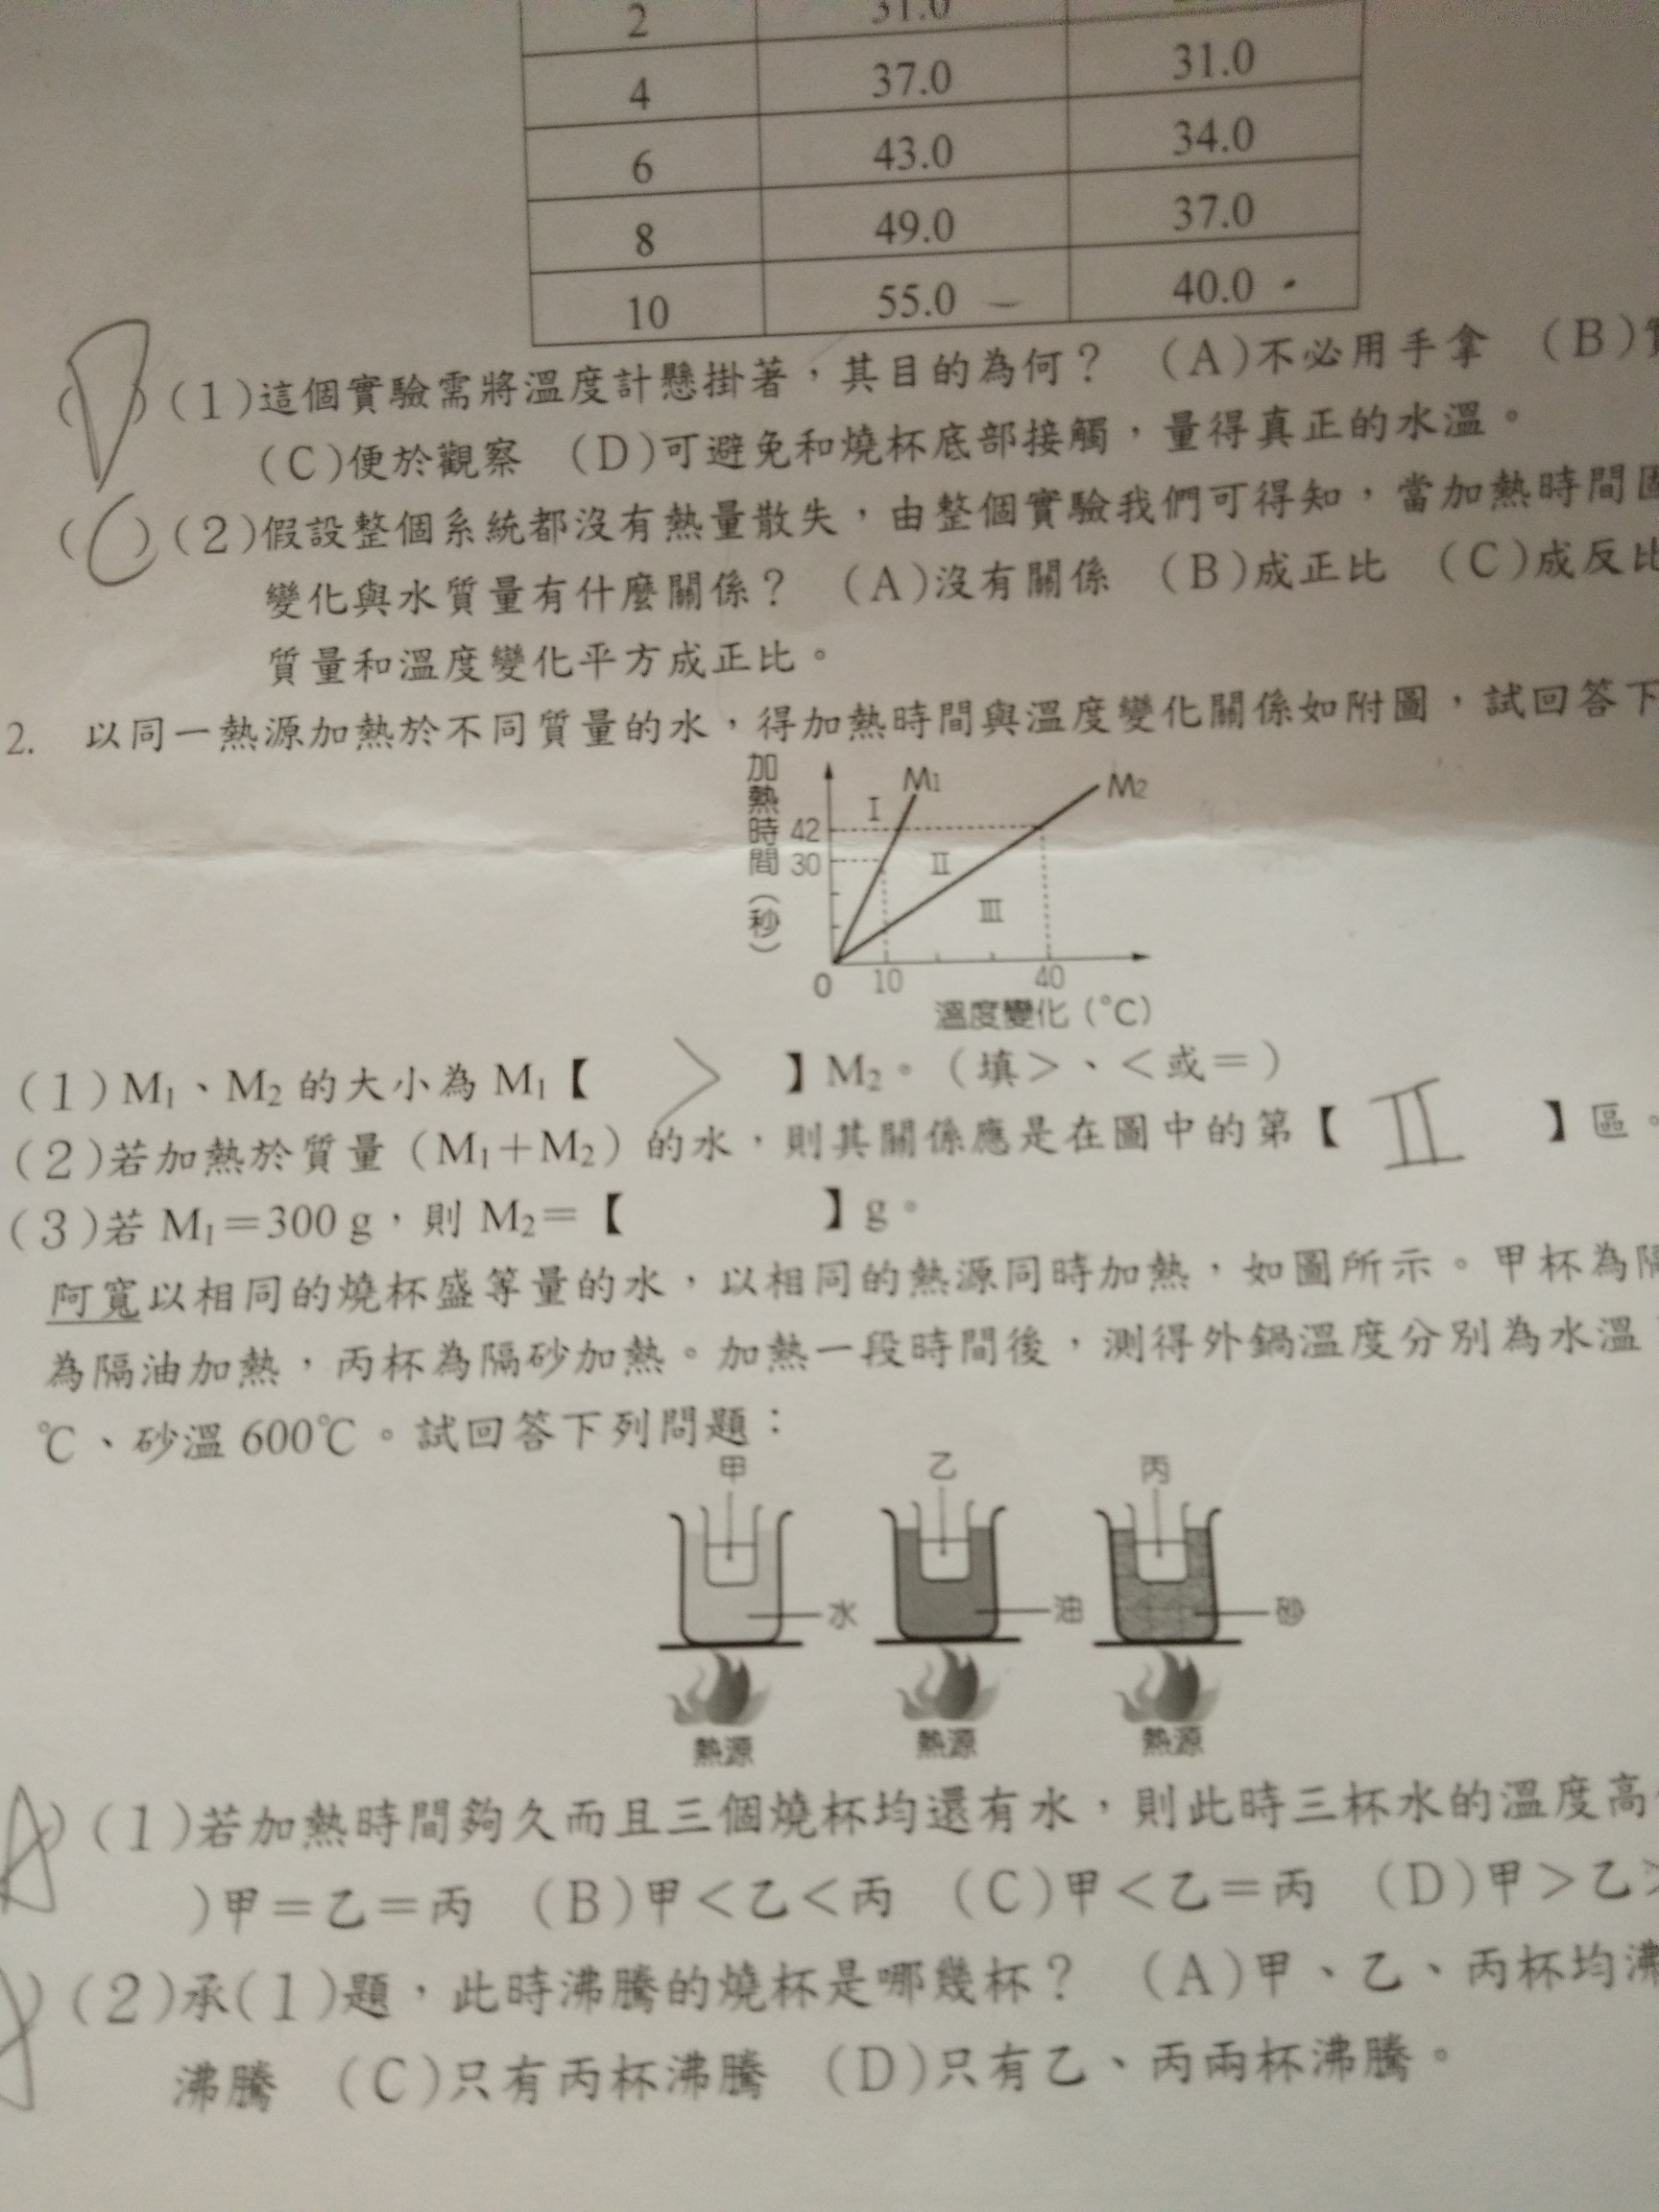 2 31.0
4 37.0 31.0
6 43.0 34.0
8 49.0 37.0
10 55.0 40.0
(D)(1)這個實驗需將溫度計懸掛著，其目的為何？ (A)不必用手拿 (B)
(C)便於觀察 (D)可避免和燒杯底部接觸，量得真正的水溫。
(C)(2)假設整個系統都沒有熱量散失，由整個實驗我們可得知，當加熱時間固
變化與水質量有什麼關係？ (A)沒有關係 (B)成正比 (C)成反比
質量和溫度變化平方成正比。
2. 以同一熱源加熱於不同質量的水，得加熱時間與溫度變化關係如附圖，試回答下
加熱時間（秒）
M1
M2
I
42
30
II
III
0 10 40
溫度變化（°C）
(1)M₁、M₂的大小為M₁【 > 】M₂。（填＞、＜或＝）
(2)若加熱於質量（M₁＋M₂）的水，則其關係應是在圖中的第【 II 】區。
(3)若M₁＝300 g，則M₂＝【 】g。
阿寬以相同的燒杯盛等量的水，以相同的熱源同時加熱，如圖所示。甲杯為隔
為隔油加熱，丙杯為隔砂加熱。加熱一段時間後，測得外鍋溫度分別為水溫
℃、砂溫600℃。試回答下列問題：
甲 乙 丙
水 油 砂
熱源 熱源 熱源
A)(1)若加熱時間夠久而且三個燒杯均還有水，則此時三杯水的溫度高
)甲＝乙＝丙 (B)甲＜乙＜丙 (C)甲＜乙＝丙 (D)甲＞乙＞
)(2)承(1)題，此時沸騰的燒杯是哪幾杯？ (A)甲、乙、丙杯均沸
沸騰 (C)只有丙杯沸騰 (D)只有乙、丙兩杯沸騰。